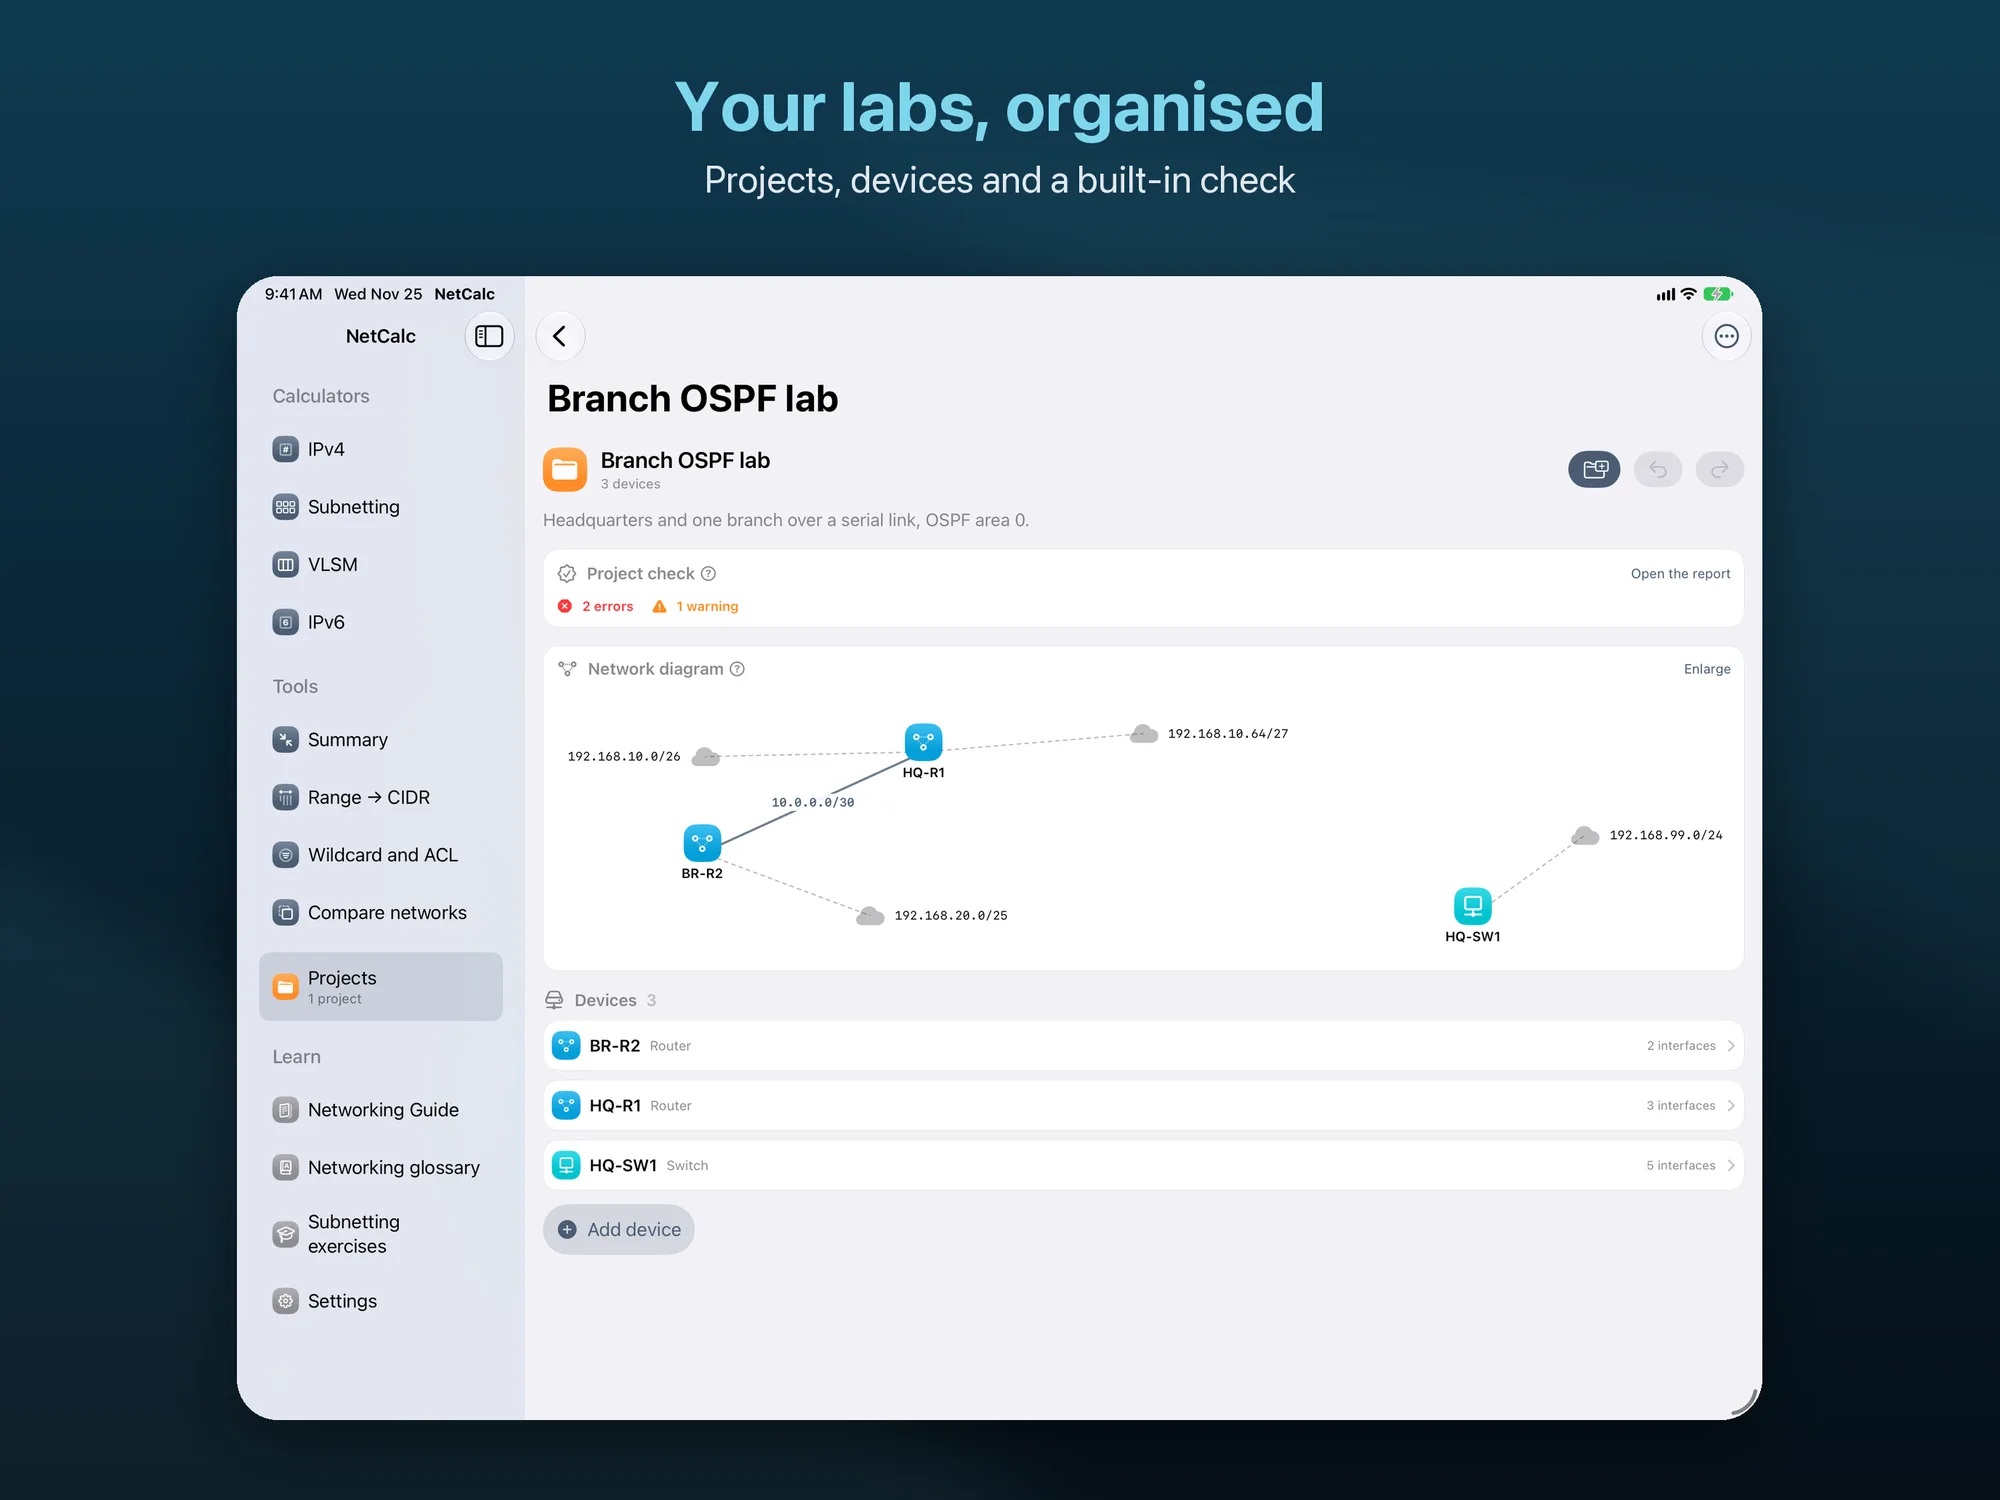 Your labs, organised
Projects, devices and a built-in check
9:41 AM Wed Nov 25 NetCalc
NetCalc
Calculators
IPv4
Subnetting
VLSM
IPv6
Tools
Summary
Range → CIDR
Wildcard and ACL
Compare networks
Projects
1 project
Learn
Networking Guide
Networking glossary
Subnetting
exercises
Settings
Branch OSPF lab
Branch OSPF lab
3 devices
Headquarters and one branch over a serial link, OSPF area 0.
Project check
Open the report
2 errors 1 warning
Network diagram
Enlarge
192.168.10.0/26
HQ-R1
192.168.10.64/27
10.0.0.0/30
BR-R2
192.168.20.0/25
192.168.99.0/24
HQ-SW1
Devices 3
BR-R2 Router 2 interfaces
HQ-R1 Router 3 interfaces
HQ-SW1 Switch 5 interfaces
Add device